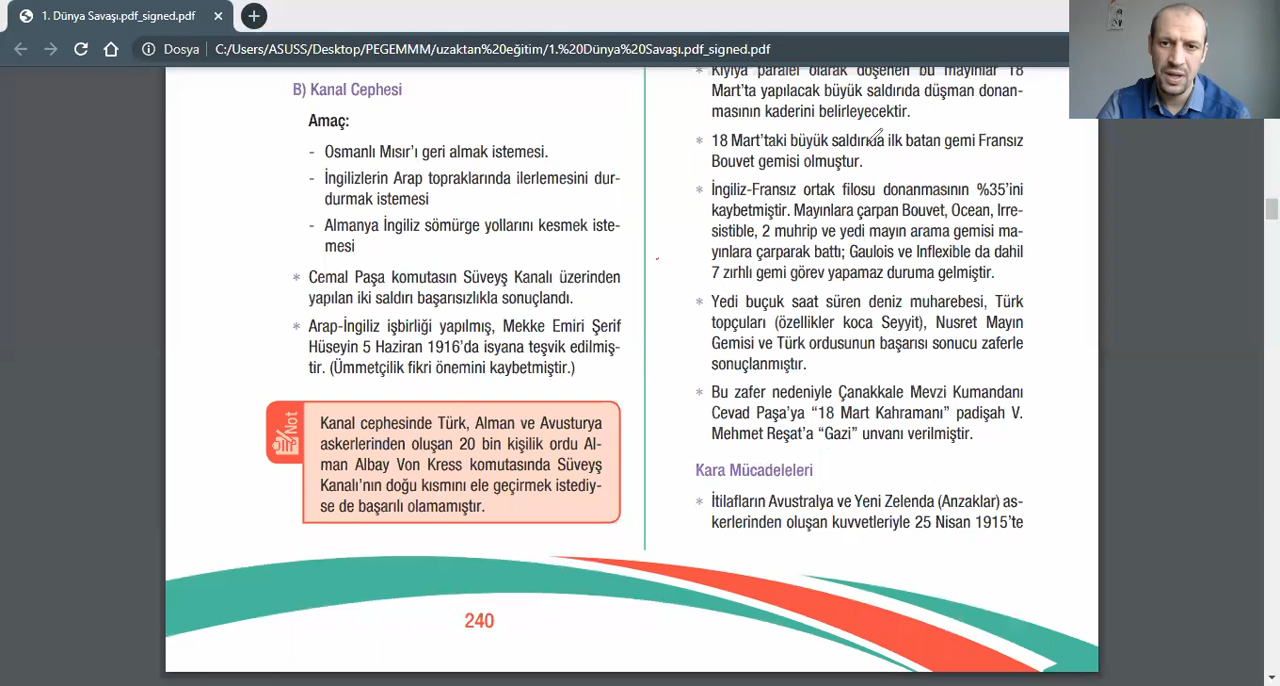 1. Dünya Savaşı.pdf_signed.pdf
Dosya
C:/Users/ASUSS/Desktop/PEGEMMM/uzaktan%20eğitim/1.%20Dünya%20Savaşı.pdf_signed.pdf
B) Kanal Cephesi
Amaç:
- Osmanlı Mısır’ı geri almak istemesi.
- İngilizlerin Arap topraklarında ilerlemesini dur-
durmak istemesi
- Almanya İngiliz sömürge yollarını kesmek iste-
mesi
* Cemal Paşa komutasın Süveyş Kanalı üzerinden
yapılan iki saldırı başarısızlıkla sonuçlandı.
* Arap-İngiliz işbirliği yapılmış, Mekke Emiri Şerif
Hüseyin 5 Haziran 1916’da isyana teşvik edilmiş-
tir. (Ümmetçilik fikri önemini kaybetmiştir.)
Not
Kanal cephesinde Türk, Alman ve Avusturya
askerlerinden oluşan 20 bin kişilik ordu Al-
man Albay Von Kress komutasında Süveyş
Kanalı’nın doğu kısmını ele geçirmek istediy-
se de başarılı olamamıştır.
Kıyıya paralel olarak döşenen bu mayınlar 18
Mart’ta yapılacak büyük saldırıda düşman donan-
masının kaderini belirleyecektir.
* 18 Mart’taki büyük saldırıda ilk batan gemi Fransız
Bouvet gemisi olmuştur.
* İngiliz-Fransız ortak filosu donanmasının %35’ini
kaybetmiştir. Mayınlara çarpan Bouvet, Ocean, Irre-
sistible, 2 muhrip ve yedi mayın arama gemisi ma-
yınlara çarparak battı; Gaulois ve Inflexible da dahil
7 zırhlı gemi görev yapamaz duruma gelmiştir.
* Yedi buçuk saat süren deniz muharebesi, Türk
topçuları (özellikler koca Seyyit), Nusret Mayın
Gemisi ve Türk ordusunun başarısı sonucu zaferle
sonuçlanmıştır.
* Bu zafer nedeniyle Çanakkale Mevzi Kumandanı
Cevad Paşa’ya “18 Mart Kahramanı” padişah V.
Mehmet Reşat’a “Gazi” unvanı verilmiştir.
Kara Mücadeleleri
* İtilafların Avustralya ve Yeni Zelenda (Anzaklar) as-
kerlerinden oluşan kuvvetleriyle 25 Nisan 1915’te
240